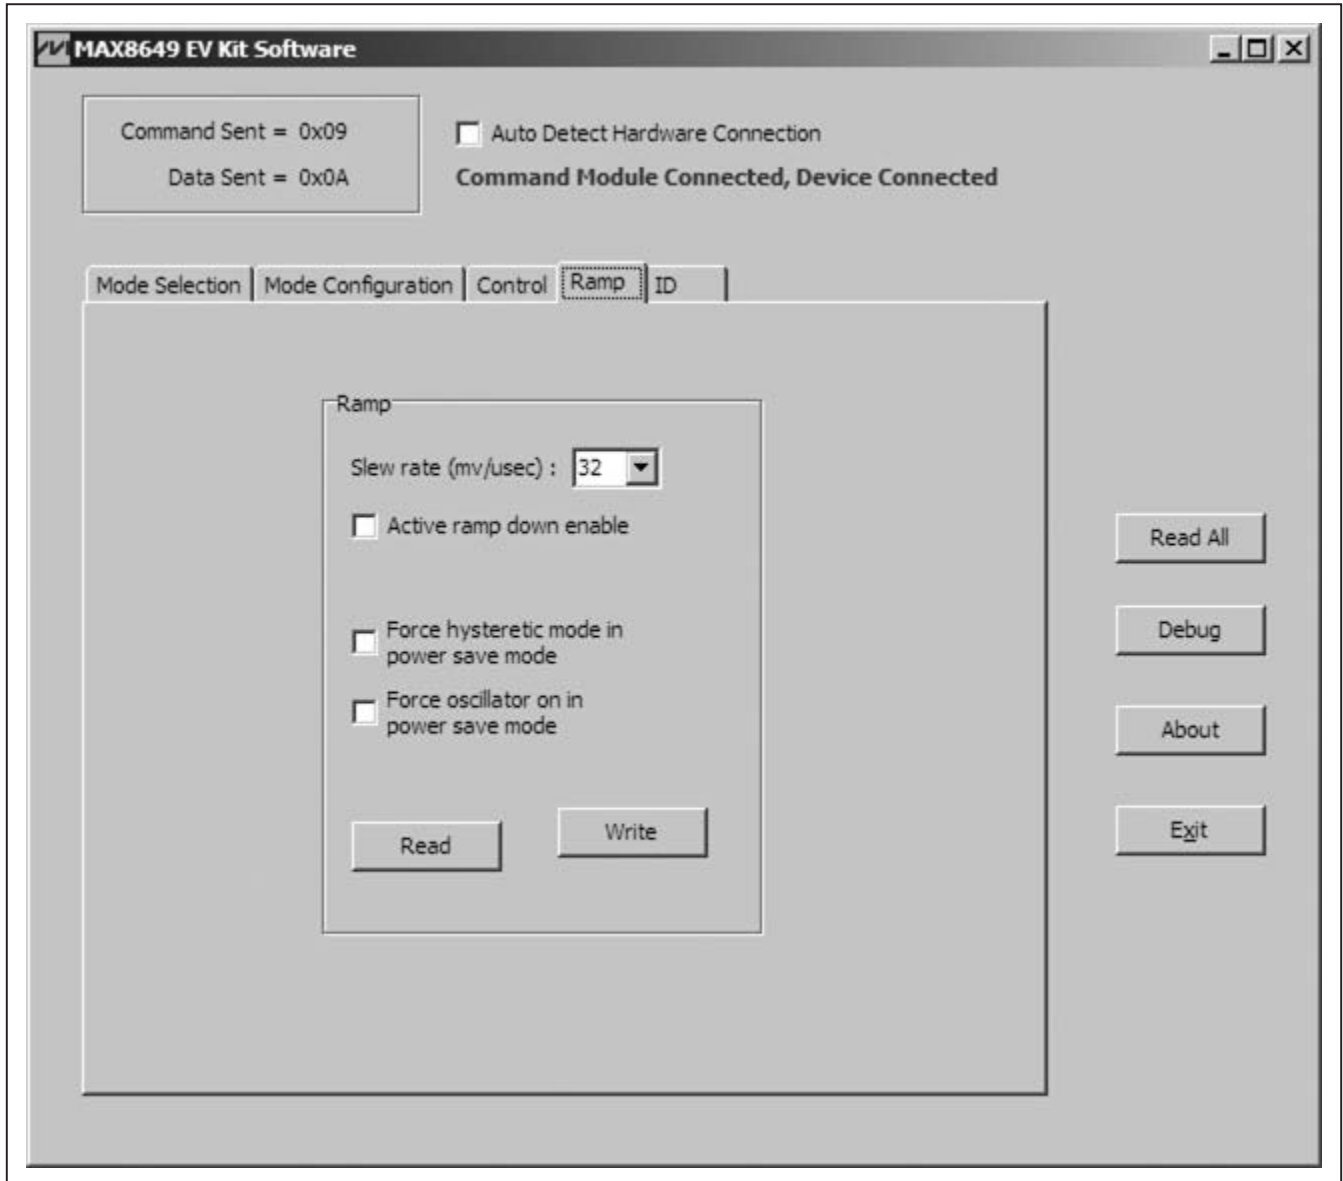 MAX8649 EV Kit Software
Command Sent = 0x09
Data Sent = 0x0A
Auto Detect Hardware Connection
Command Module Connected, Device Connected
Mode Selection
Mode Configuration
Control
Ramp
ID
Ramp
Slew rate (mv/usec) : 32
Active ramp down enable
Force hysteretic mode in
power save mode
Force oscillator on in
power save mode
Read
Write
Read All
Debug
About
Exit